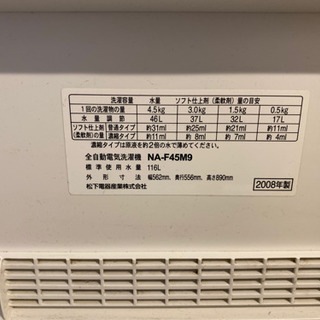 洗濯容量 水量 ソフト仕上剤(柔軟剤)量の目安
1回の洗濯物の量 4.5kg 3.0kg 1.5kg 0.5kg
水量調節 46L 37L 32L 17L
ソフト仕上剤 普通タイプ 約31ml 約25ml 約21ml 約11ml
(柔軟剤)の量 濃縮タイプ 約11ml 約8ml 約7ml 約4ml
濃縮タイプは原液を約2倍の水で薄めてください。
全自動電気洗濯機 NA-F45M9
標準使用水量 116L
外形寸法 幅562mm, 奥行556mm, 高さ890mm
松下電器産業株式会社 2008年製